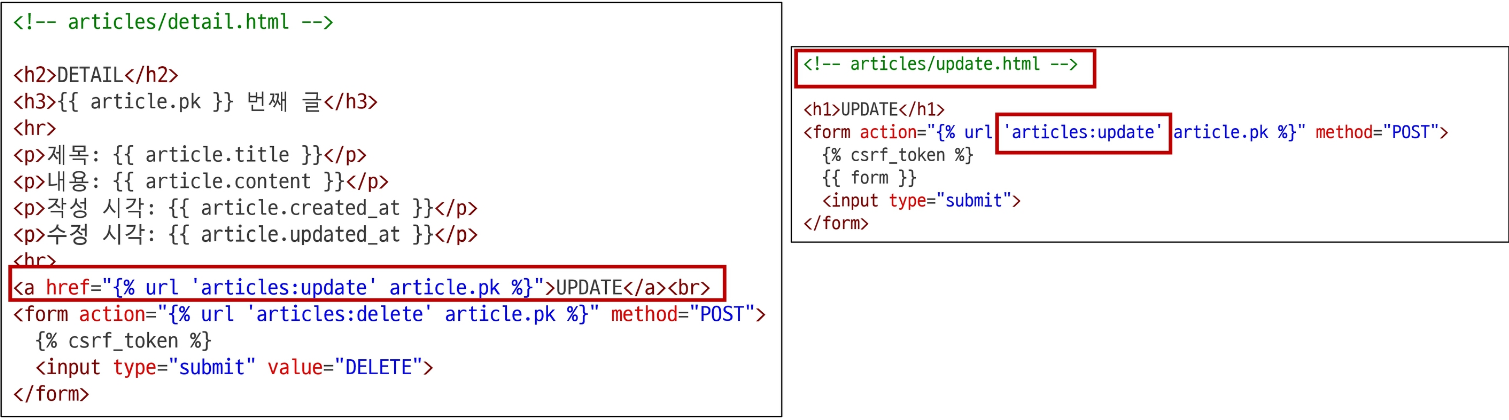 <!-- articles/detail.html -->
<h2>DETAIL</h2>
<h3>{{ article.pk }} 번째 글</h3>
<hr>
<p>제목: {{ article.title }}</p>
<p>내용: {{ article.content }}</p>
<p>작성 시각: {{ article.created_at }}</p>
<p>수정 시각: {{ article.updated_at }}</p>
<hr>
<a href="{% url 'articles:update' article.pk %}">UPDATE</a><br>
<form action="{% url 'articles:delete' article.pk %}" method="POST">
  {% csrf_token %}
  <input type="submit" value="DELETE">
</form>
<!-- articles/update.html -->
<h1>UPDATE</h1>
<form action="{% url 'articles:update' article.pk %}" method="POST">
  {% csrf_token %}
  {{ form }}
  <input type="submit">
</form>